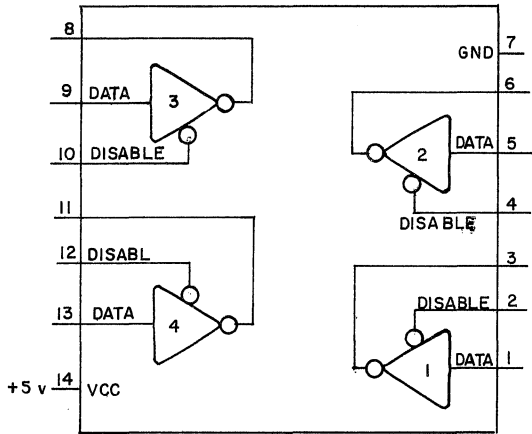 8
GND 7
6
9 DATA 3
2 DATA 5
10 DISABLE
4
DISABLE
11
12 DISABL
3
DISABLE 2
13 DATA 4
1 DATA 1
+5 v 14 VCC